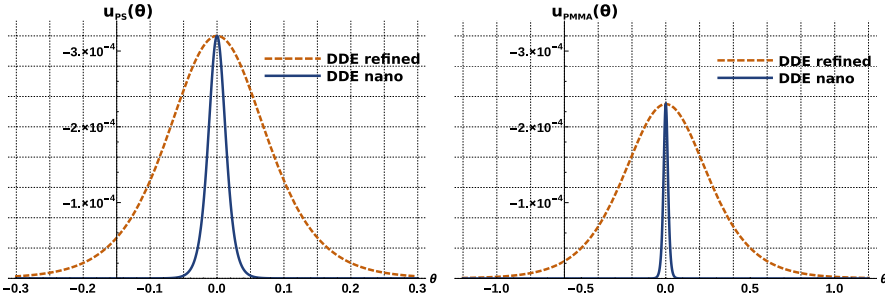 u_PS(θ)
-3.×10⁻⁴
-2.×10⁻⁴
-1.×10⁻⁴
DDE refined
DDE nano
-0.3 -0.2 -0.1 0.0 0.1 0.2 0.3 θ
u_PMMA(θ)
-3.×10⁻⁴
-2.×10⁻⁴
-1.×10⁻⁴
DDE refined
DDE nano
-1.0 -0.5 0.0 0.5 1.0 θ